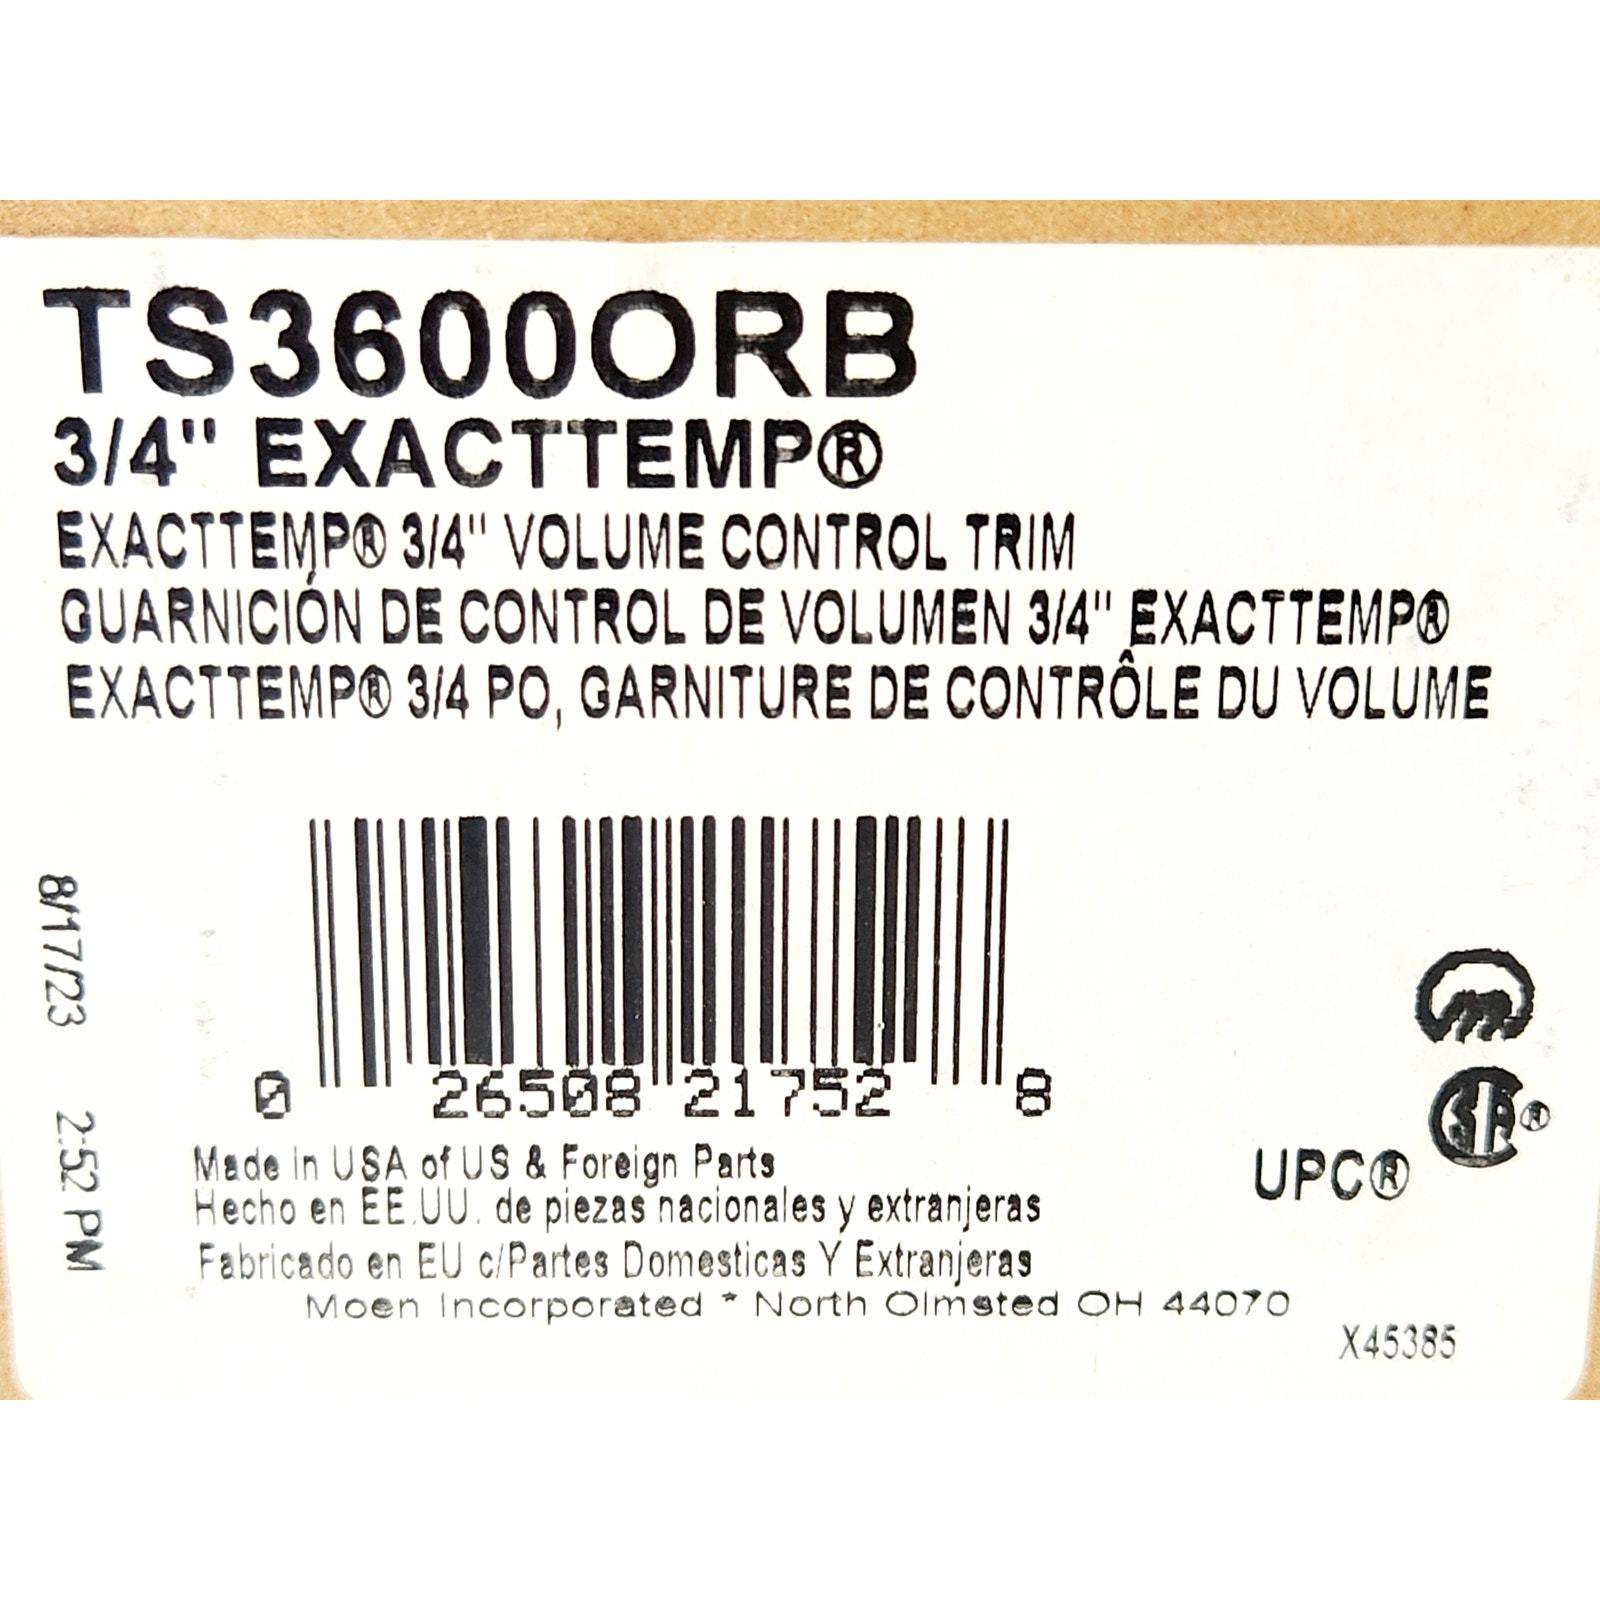 TS3600ORB
3/4" EXACTTEMP®
EXACTTEMP® 3/4" VOLUME CONTROL TRIM
GUARNICIÓN DE CONTROL DE VOLUMEN 3/4" EXACTTEMP®
EXACTTEMP® 3/4 PO, GARNITURE DE CONTRÔLE DU VOLUME
8/17/23 2:52 PM
0 26508 21752 8
SA®
UPC®
Made in USA of US & Foreign Parts
Hecho en EE.UU. de piezas nacionales y extranjeras
Fabricado en EU c/Partes Domesticas Y Extranjeras
Moen Incorporated * North Olmsted OH 44070
X45385